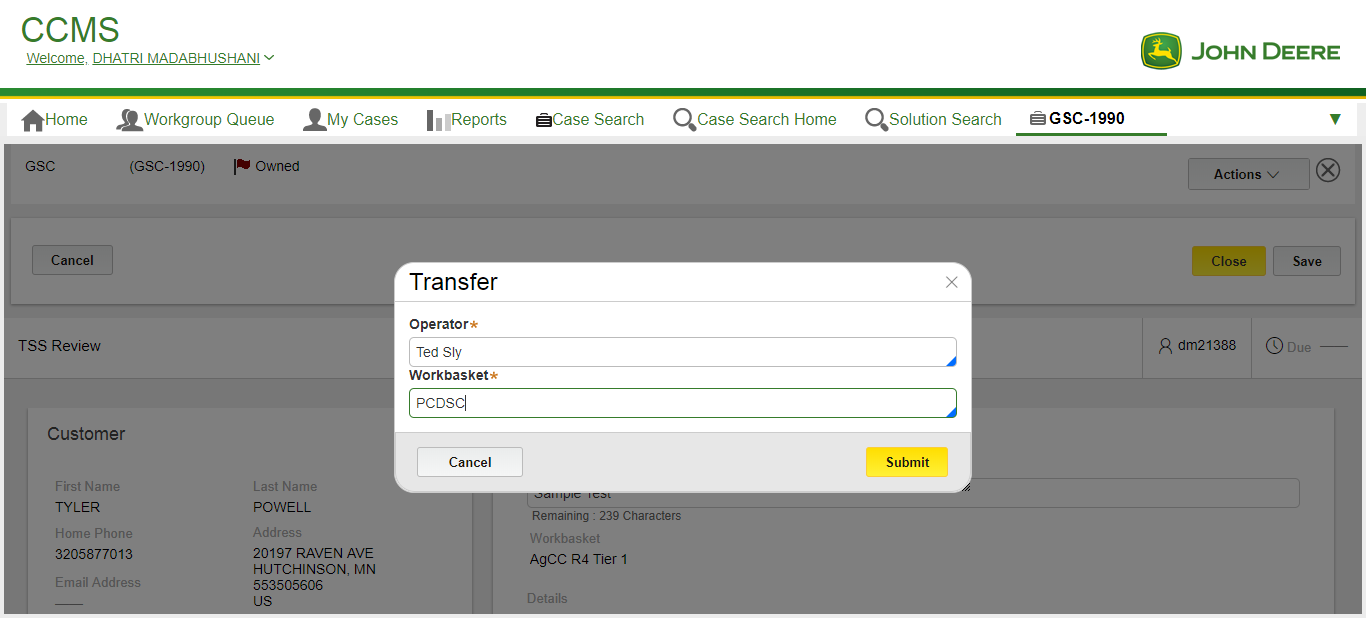 CCMS
Welcome, DHATRI MADABHUSHANI
JOHN DEERE
Home Workgroup Queue My Cases Reports Case Search Case Search Home Solution Search GSC-1990
GSC (GSC-1990) Owned
Actions
Cancel Close Save
Transfer
Operator*
Ted Sly
Workbasket*
PCDSC
Cancel Submit
TSS Review dm21388 Due
Customer
First Name Last Name
TYLER POWELL
Home Phone Address
3205877013 20197 RAVEN AVE
HUTCHINSON, MN
553505606
US
Email Address
Sample Test
Remaining : 239 Characters
Workbasket
AgCC R4 Tier 1
Details